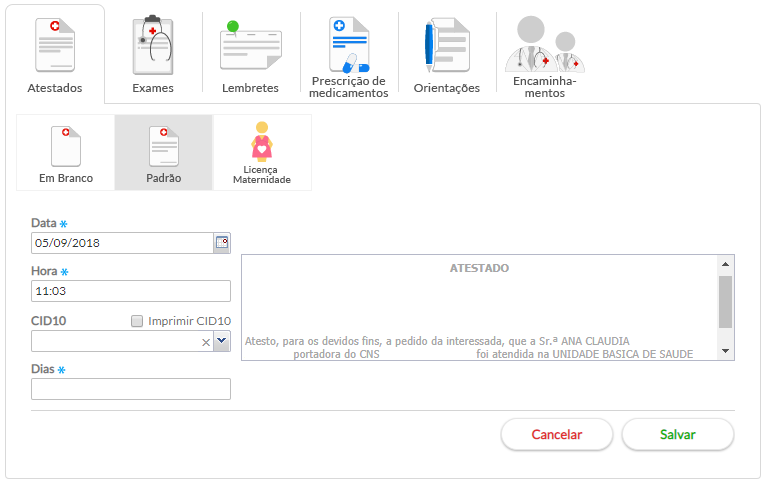 Atestados
Exames
Lembretes
Prescrição de
medicamentos
Orientações
Encaminha-
mentos
Em Branco
Padrão
Licença
Maternidade
Data *
05/09/2018
Hora *
11:03
CID10
Imprimir CID10
Dias *
ATESTADO
Atesto, para os devidos fins, a pedido da interessada, que a Sr.ª ANA CLAUDIA
portadora do CNS foi atendida na UNIDADE BASICA DE SAUDE
Cancelar
Salvar